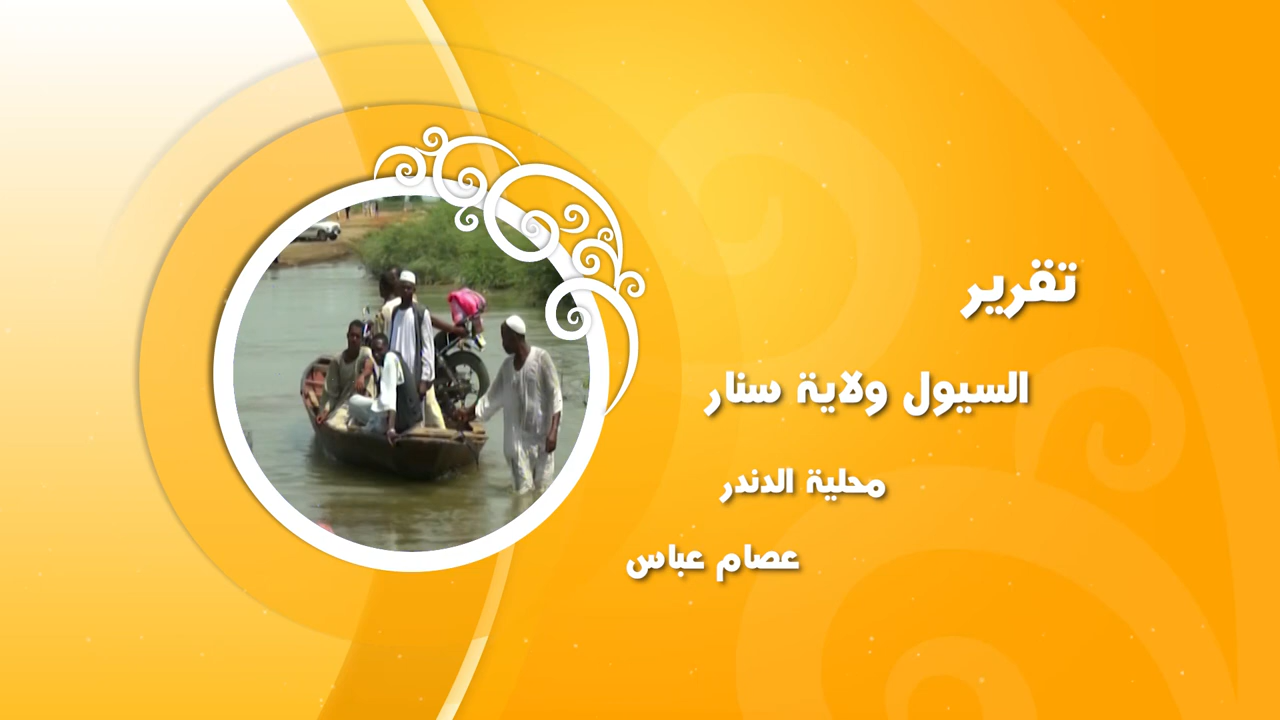 تقرير
السيول ولاية سنار
محلية الدندر
عصام عباس